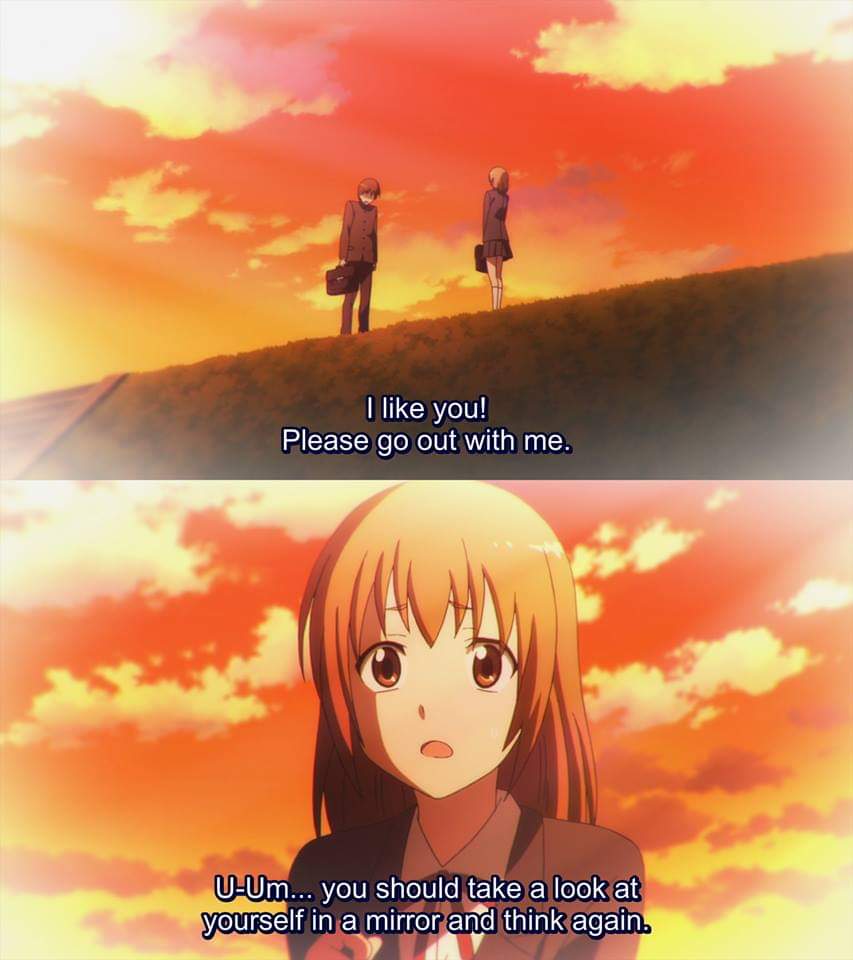 I like you!
Please go out with me.
U-Um... you should take a look at
yourself in a mirror and think again.